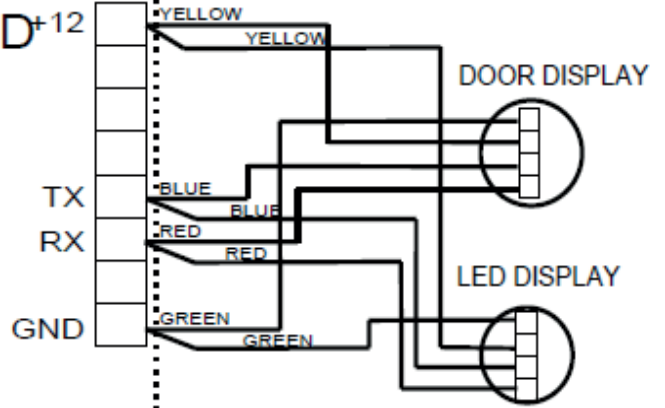 D+12
YELLOW
YELLOW
DOOR DISPLAY
TX
BLUE
BLUE
RX
RED
RED
LED DISPLAY
GND
GREEN
GREEN